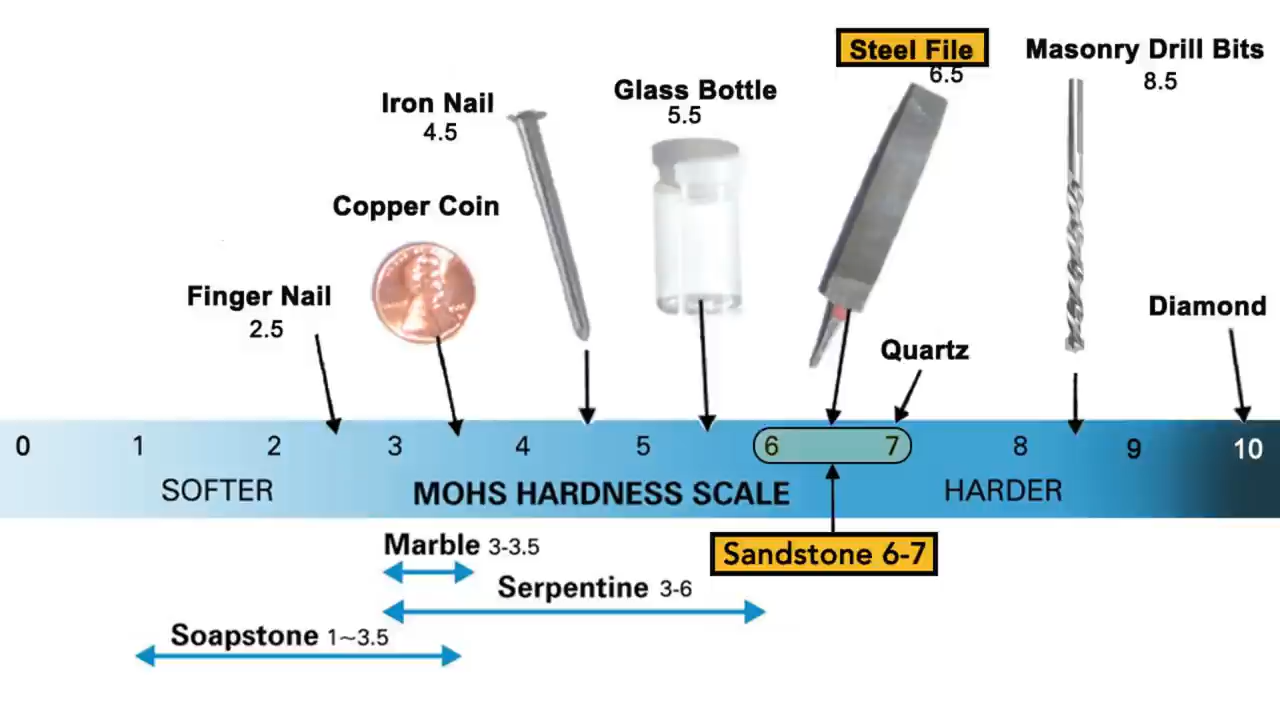 Steel File
6.5
Masonry Drill Bits
8.5
Glass Bottle
5.5
Iron Nail
4.5
Copper Coin
Finger Nail
2.5
Diamond
Quartz
0 1 2 3 4 5 6 7 8 9 10
SOFTER MOHS HARDNESS SCALE HARDER
Marble 3-3.5
Sandstone 6-7
Serpentine 3-6
Soapstone 1~3.5